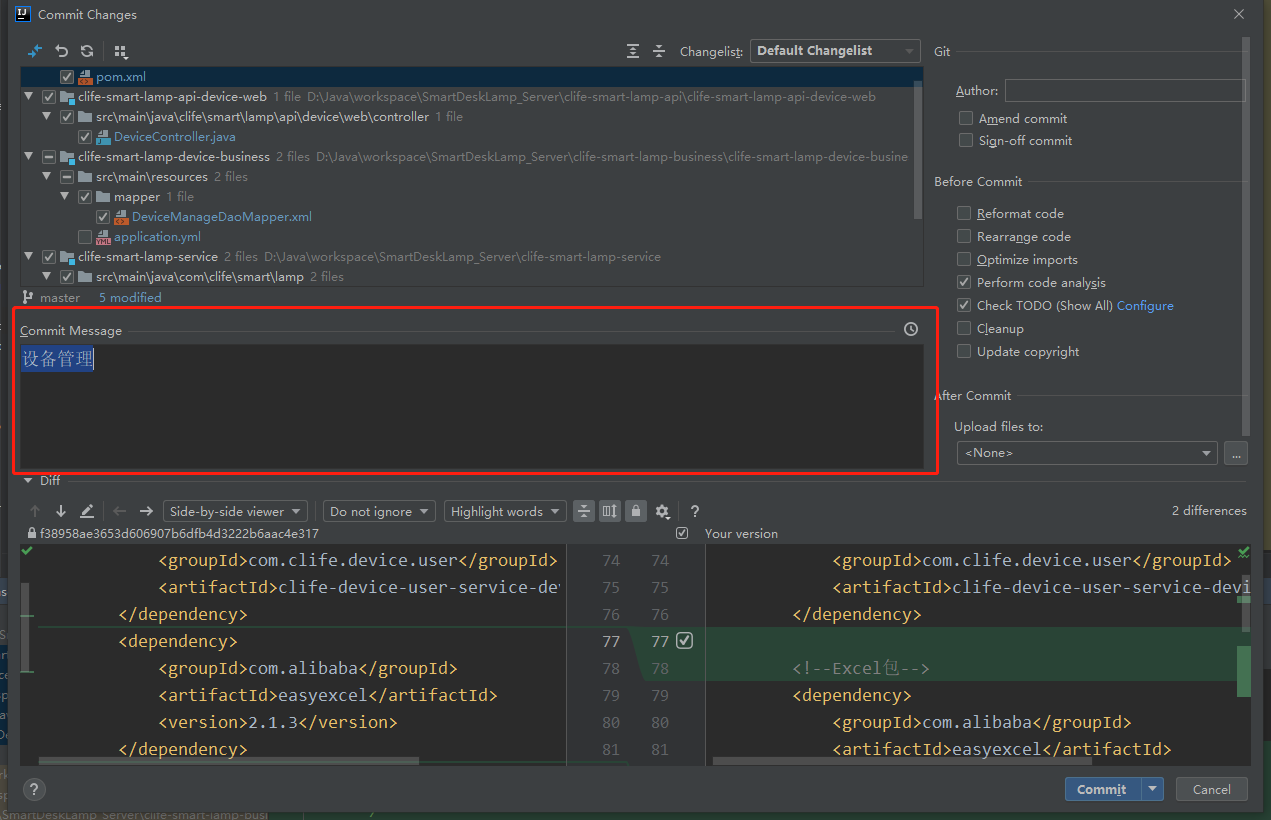 Commit Changes
Changelist: Default Changelist
pom.xml
clife-smart-lamp-api-device-web 1 file D:\Java\workspace\SmartDeskLamp_Server\clife-smart-lamp-api\clife-smart-lamp-api-device-web
src\main\java\clife\smart\lamp\api\device\web\controller 1 file
DeviceController.java
clife-smart-lamp-device-business 2 files D:\Java\workspace\SmartDeskLamp_Server\clife-smart-lamp-business\clife-smart-lamp-device-busine
src\main\resources 2 files
mapper 1 file
DeviceManageDaoMapper.xml
application.yml
clife-smart-lamp-service 2 files D:\Java\workspace\SmartDeskLamp_Server\clife-smart-lamp-service
src\main\java\com\clife\smart\lamp 2 files
master 5 modified
Commit Message
设备管理
Git
Author:
Amend commit
Sign-off commit
Before Commit
Reformat code
Rearrange code
Optimize imports
Perform code analysis
Check TODO (Show All) Configure
Cleanup
Update copyright
After Commit
Upload files to:
<None>
...
Diff
Side-by-side viewer Do not ignore Highlight words ? 2 differences
f38958ae3653d606907b6dfb4d3222b6aac4e317 Your version
<groupId>com.clife.device.user</groupId> 74 74 <groupId>com.clife.device.user</groupId>
<artifactId>clife-device-user-service-de 75 75 <artifactId>clife-device-user-service-devi
</dependency> 76 76 </dependency>
<dependency> 77 77
<groupId>com.alibaba</groupId> 78 78 <!--Excel包-->
<artifactId>easyexcel</artifactId> 79 79 <dependency>
<version>2.1.3</version> 80 80 <groupId>com.alibaba</groupId>
</dependency> 81 81 <artifactId>easyexcel</artifactId>
? Commit Cancel
\SmartDeskLamp_Server\clife-smart-lamp-busi